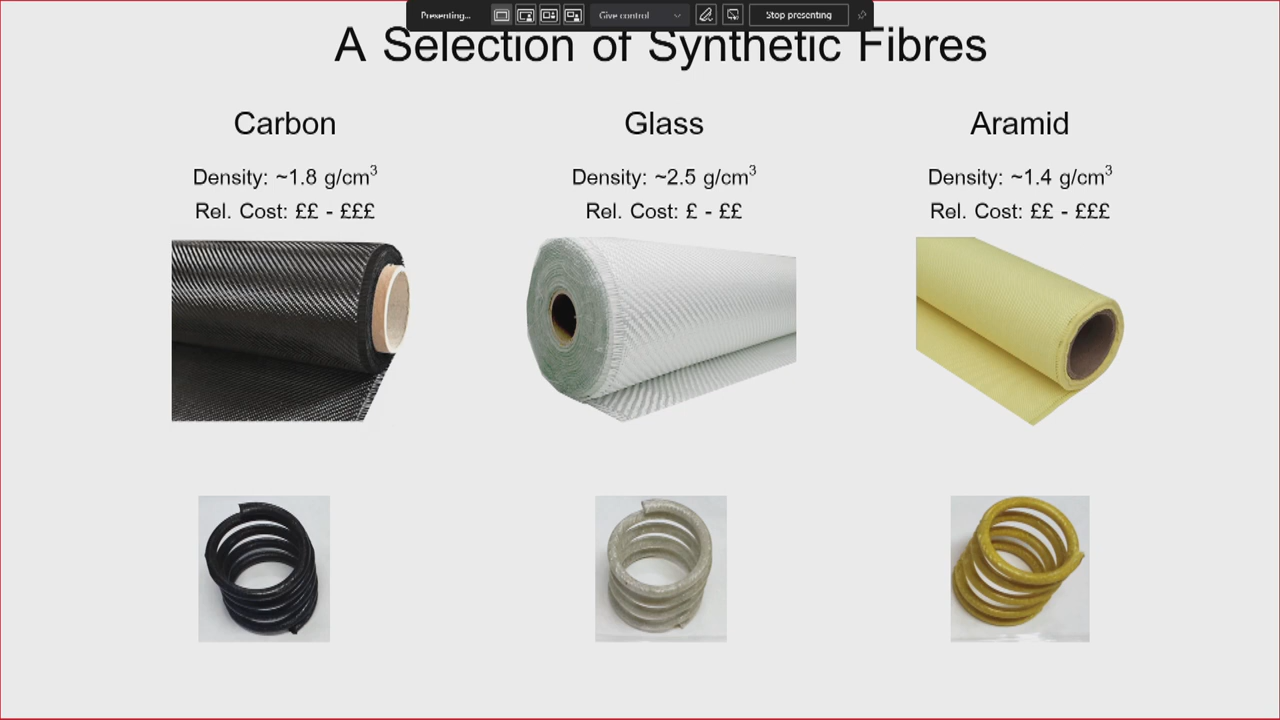 Presenting...
Give control
Stop presenting
A Selection of Synthetic Fibres
Carbon
Density: ~1.8 g/cm³
Rel. Cost: ££ - £££
Glass
Density: ~2.5 g/cm³
Rel. Cost: £ - ££
Aramid
Density: ~1.4 g/cm³
Rel. Cost: ££ - £££